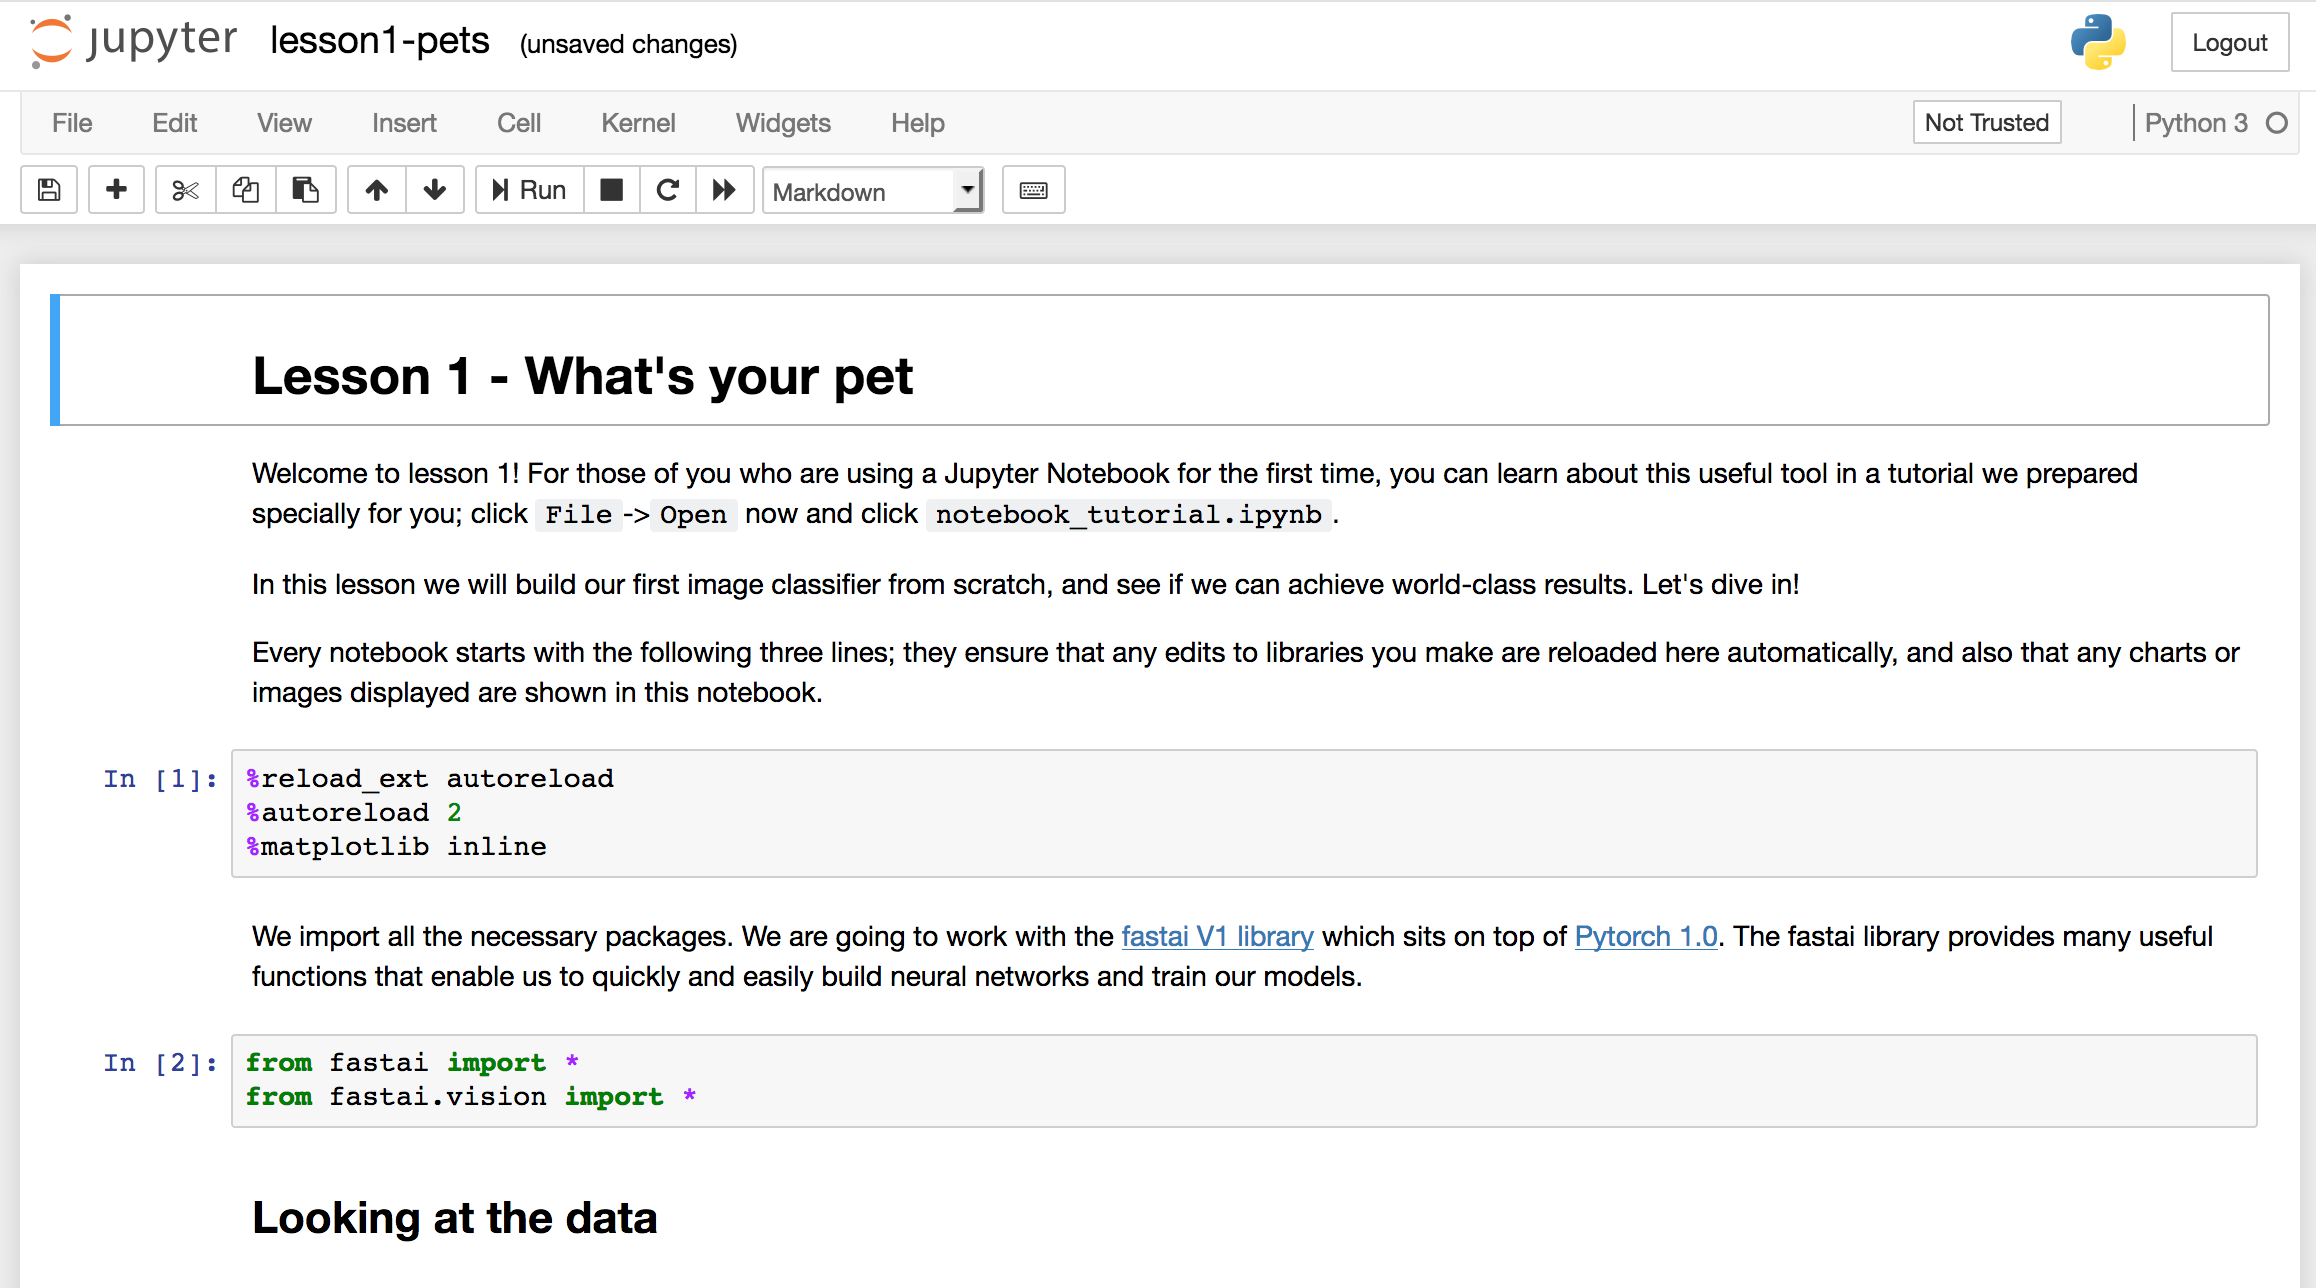 jupyter lesson1-pets (unsaved changes) Logout
File Edit View Insert Cell Kernel Widgets Help Not Trusted Python 3
Run Markdown
Lesson 1 - What's your pet
Welcome to lesson 1! For those of you who are using a Jupyter Notebook for the first time, you can learn about this useful tool in a tutorial we prepared
specially for you; click File -> Open now and click notebook_tutorial.ipynb .
In this lesson we will build our first image classifier from scratch, and see if we can achieve world-class results. Let's dive in!
Every notebook starts with the following three lines; they ensure that any edits to libraries you make are reloaded here automatically, and also that any charts or
images displayed are shown in this notebook.
In [1]: %reload_ext autoreload
%autoreload 2
%matplotlib inline
We import all the necessary packages. We are going to work with the fastai V1 library which sits on top of Pytorch 1.0. The fastai library provides many useful
functions that enable us to quickly and easily build neural networks and train our models.
In [2]: from fastai import *
from fastai.vision import *
Looking at the data